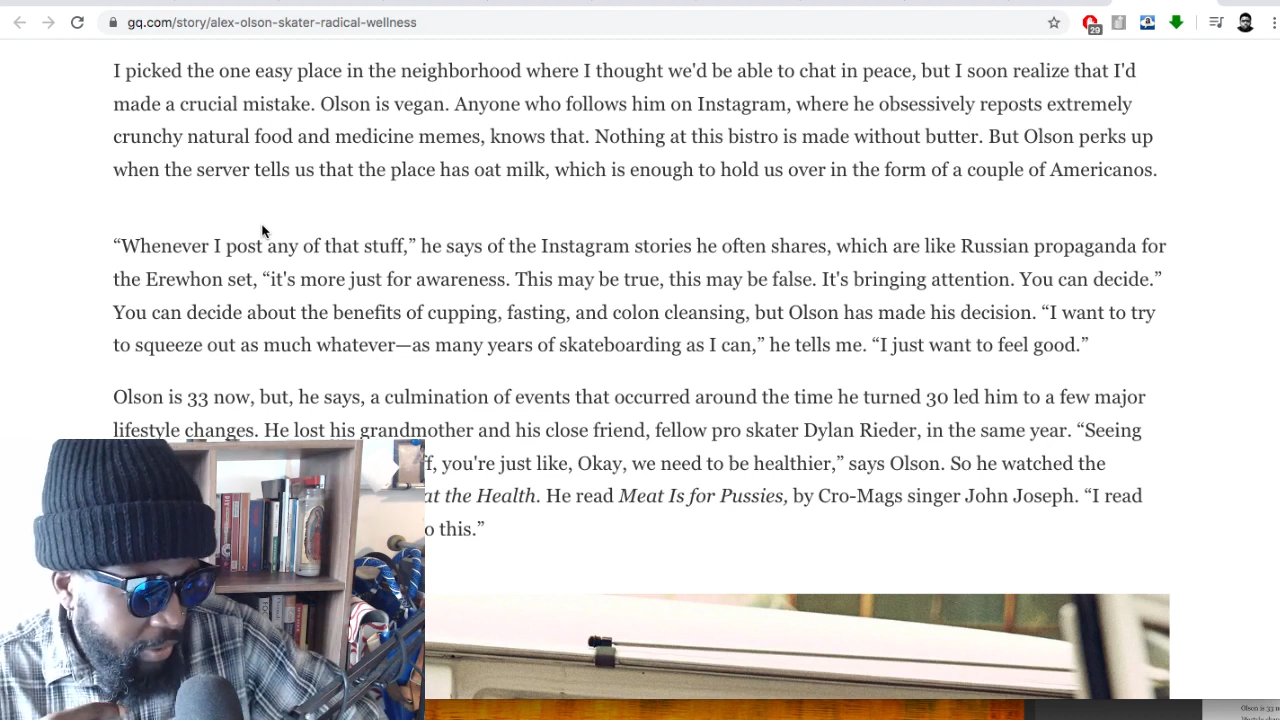 gq.com/story/alex-olson-skater-radical-wellness
29
I picked the one easy place in the neighborhood where I thought we'd be able to chat in peace, but I soon realize that I'd
made a crucial mistake. Olson is vegan. Anyone who follows him on Instagram, where he obsessively reposts extremely
crunchy natural food and medicine memes, knows that. Nothing at this bistro is made without butter. But Olson perks up
when the server tells us that the place has oat milk, which is enough to hold us over in the form of a couple of Americanos.
“Whenever I post any of that stuff,” he says of the Instagram stories he often shares, which are like Russian propaganda for
the Erewhon set, “it's more just for awareness. This may be true, this may be false. It's bringing attention. You can decide.”
You can decide about the benefits of cupping, fasting, and colon cleansing, but Olson has made his decision. “I want to try
to squeeze out as much whatever—as many years of skateboarding as I can,” he tells me. “I just want to feel good.”
Olson is 33 now, but, he says, a culmination of events that occurred around the time he turned 30 led him to a few major
lifestyle changes. He lost his grandmother and his close friend, fellow pro skater Dylan Rieder, in the same year. “Seeing
f, you're just like, Okay, we need to be healthier,” says Olson. So he watched the
at the Health. He read Meat Is for Pussies, by Cro-Mags singer John Joseph. “I read
o this.”
Olson is 33 n